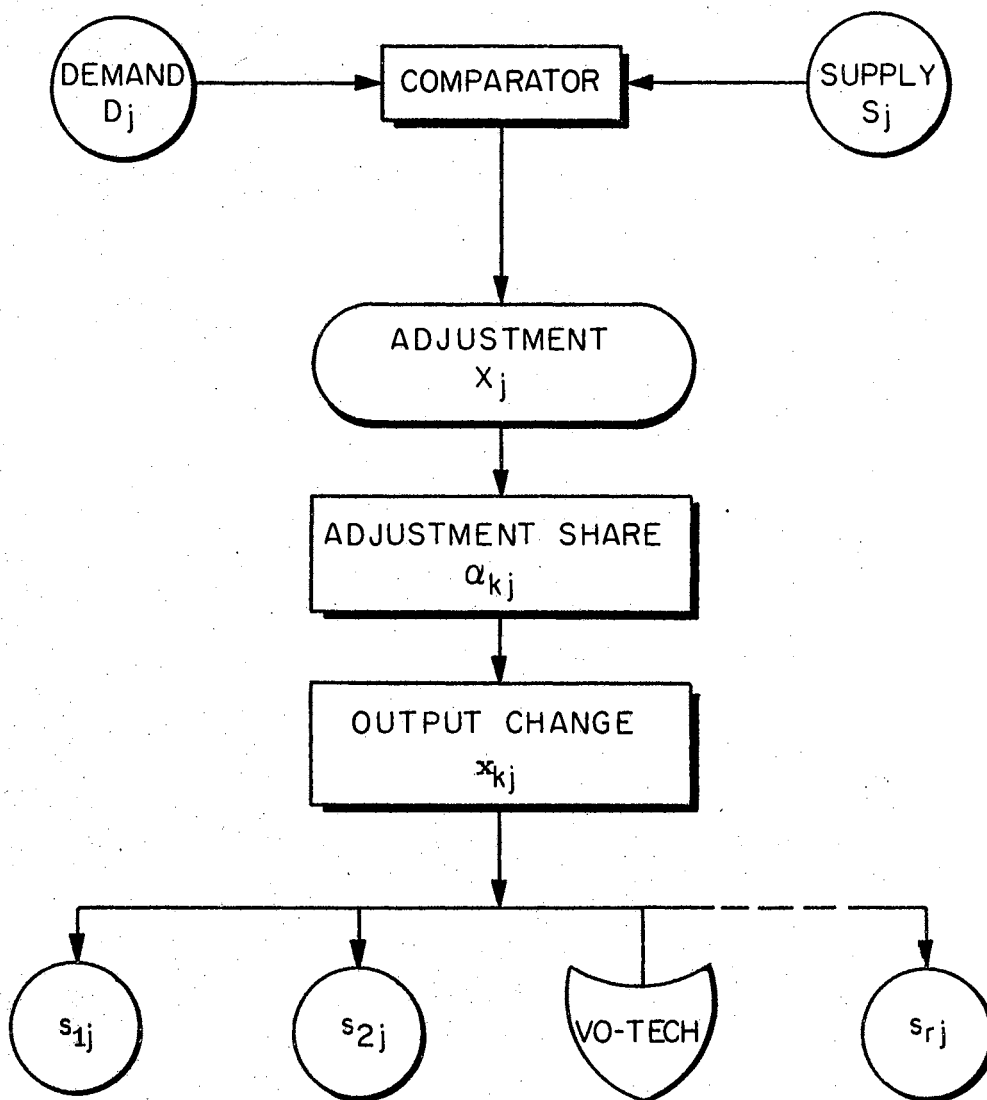 DEMAND
Dj
COMPARATOR
SUPPLY
Sj
ADJUSTMENT
Xj
ADJUSTMENT SHARE
αkj
OUTPUT CHANGE
xkj
s1j
s2j
VO-TECH
srj